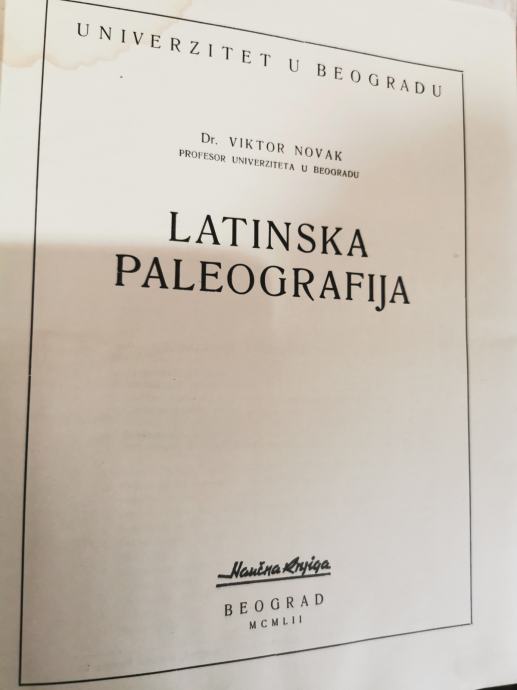 UNIVERZITET U BEOGRADU
Dr. VIKTOR NOVAK
PROFESOR UNIVERZITETA U BEOGRADU
LATINSKA
PALEOGRAFIJA
Naučna Knjiga
BEOGRAD
MCMLII